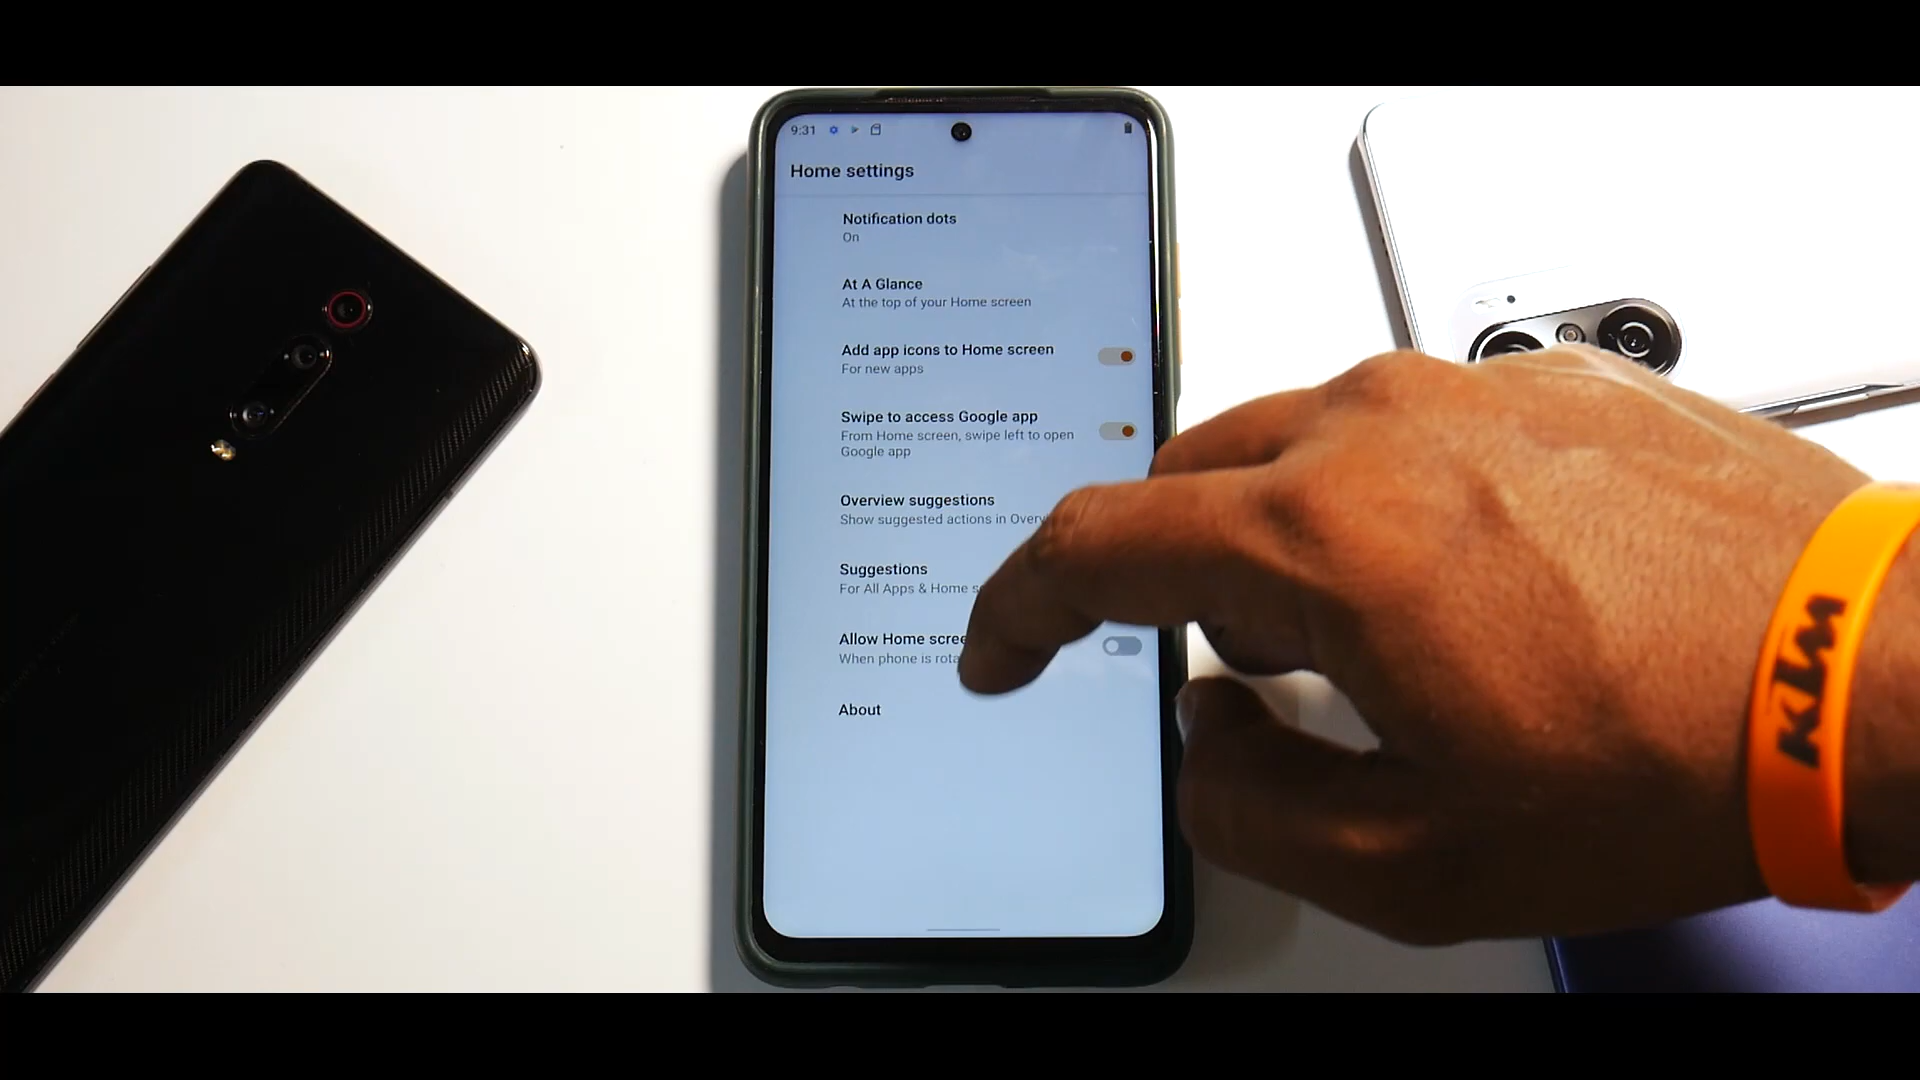 9:31
Home settings
Notification dots
On
At A Glance
At the top of your Home screen
Add app icons to Home screen
For new apps
Swipe to access Google app
From Home screen, swipe left to open
Google app
Overview suggestions
Show suggested actions in
Suggestions
For All Apps & Home
Allow Home
When phone is
About
KTM